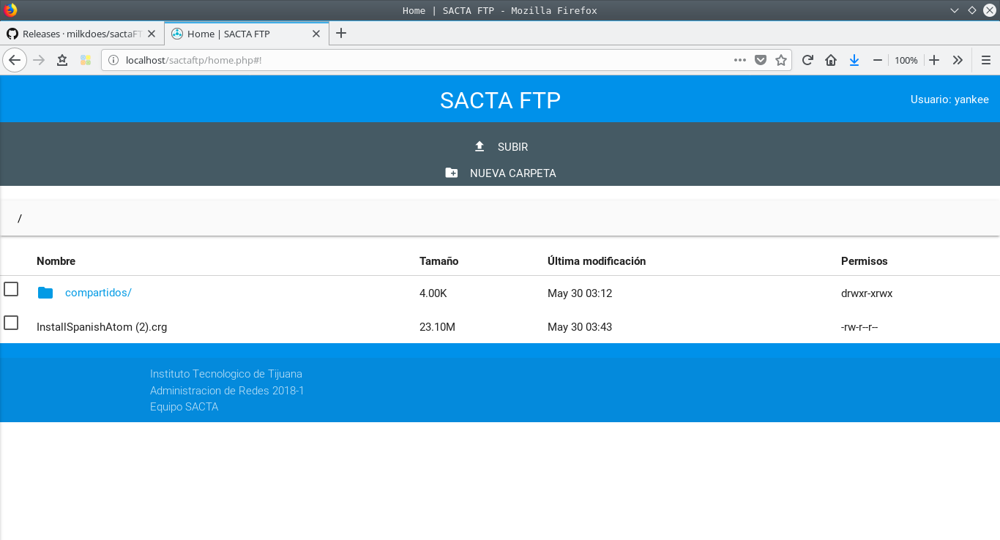 Home | SACTA FTP - Mozilla Firefox
Releases · milkdoes/sactaFT
Home | SACTA FTP
localhost/sactaftp/home.php#!
100%
SACTA FTP
Usuario: yankee
SUBIR
NUEVA CARPETA
/
Nombre Tamaño Última modificación Permisos
compartidos/ 4.00K May 30 03:12 drwxr-xrwx
InstallSpanishAtom (2).crg 23.10M May 30 03:43 -rw-r--r--
Instituto Tecnologico de Tijuana
Administracion de Redes 2018-1
Equipo SACTA